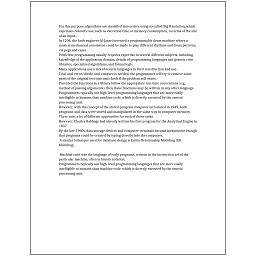 For this purpose, algorithms are classified into orders using so-called Big O notation, which
expresses resource use, such as execution time or memory consumption, in terms of the size
of an input.
In 1206, the Arab engineer Al-Jazari invented a programmable drum machine where a
musical mechanical automaton could be made to play different rhythms and drum patterns,
via pegs and cams.
Proficient programming usually requires expertise in several different subjects, including
knowledge of the application domain, details of programming languages and generic code
libraries, specialized algorithms, and formal logic.
Many applications use a mix of several languages in their construction and use.
Trial-and-error/divide-and-conquer is needed: the programmer will try to remove some
parts of the original test case and check if the problem still exists.
Provided the functions in a library follow the appropriate run-time conventions (e.g.,
method of passing arguments), then these functions may be written in any other language.
Programmers typically use high-level programming languages that are more easily
intelligible to humans than machine code, which is directly executed by the central
processing unit.
However, with the concept of the stored-program computer introduced in 1949, both
programs and data were stored and manipulated in the same way in computer memory.
There exist a lot of different approaches for each of those tasks.
However, Charles Babbage had already written his first program for the Analytical Engine in
1837.
By the late 1960s, data storage devices and computer terminals became inexpensive enough
that programs could be created by typing directly into the computers.
A similar technique used for database design is Entity-Relationship Modeling (ER
Modeling).
Machine code was the language of early programs, written in the instruction set of the
particular machine, often in binary notation.
Programmers typically use high-level programming languages that are more easily
intelligible to humans than machine code, which is directly executed by the central
processing unit.